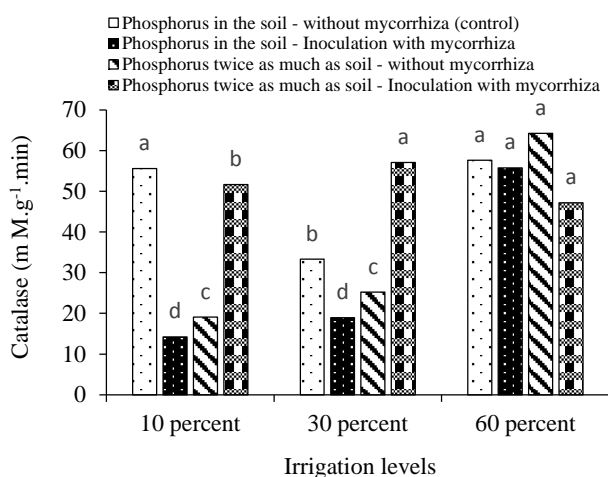 Phosphorus in the soil - without mycorrhiza (control)
Phosphorus in the soil - Inoculation with mycorrhiza
Phosphorus twice as much as soil - without mycorrhiza
Phosphorus twice as much as soil - Inoculation with mycorrhiza
70
60
50
40
30
20
10
0
Catalase (m M.g⁻¹.min)
a
d
c
b
b
d
c
a
a
a
a
a
10 percent
30 percent
60 percent
Irrigation levels